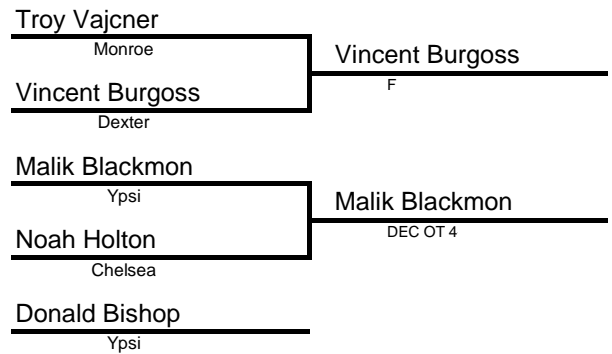 Troy Vajcner
Monroe
Vincent Burgoss
F
Vincent Burgoss
Dexter
Malik Blackmon
Ypsi
Malik Blackmon
DEC OT 4
Noah Holton
Chelsea
Donald Bishop
Ypsi